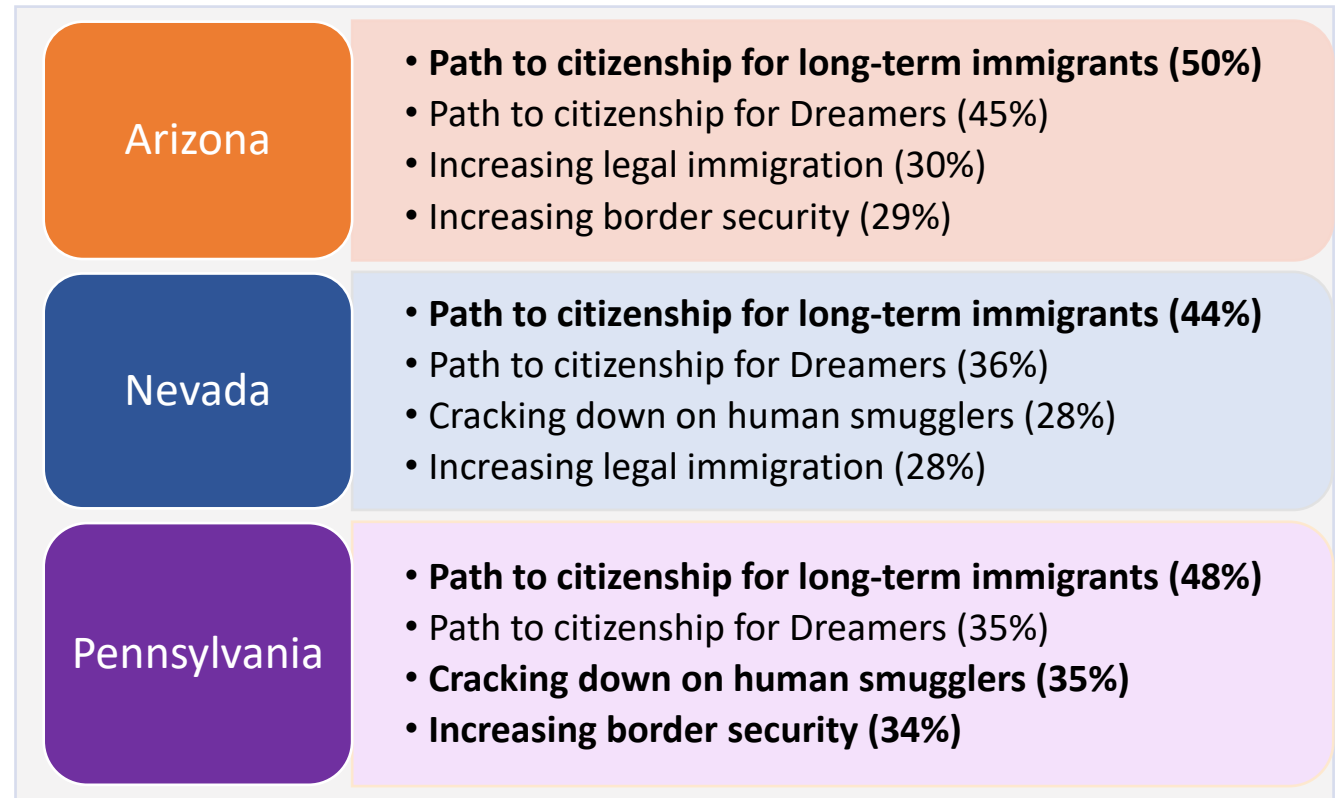 Arizona
• Path to citizenship for long-term immigrants (50%)
• Path to citizenship for Dreamers (45%)
• Increasing legal immigration (30%)
• Increasing border security (29%)
Nevada
• Path to citizenship for long-term immigrants (44%)
• Path to citizenship for Dreamers (36%)
• Cracking down on human smugglers (28%)
• Increasing legal immigration (28%)
Pennsylvania
• Path to citizenship for long-term immigrants (48%)
• Path to citizenship for Dreamers (35%)
• Cracking down on human smugglers (35%)
• Increasing border security (34%)